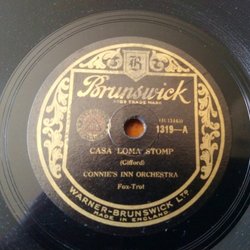 B
Brunswick
TRADE MARK
1319-A
CASA LOMA STOMP
(Gifford)
CONNIE'S INN ORCHESTRA
Fox-Trot
WARNER-BRUNSWICK LTD.
MADE IN ENGLAND